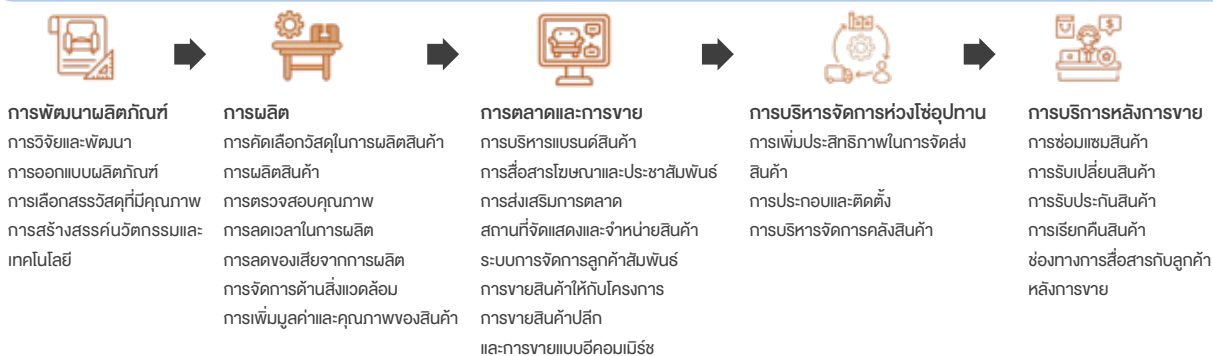 การพัฒนาผลิตภัณฑ์
การวิจัยและพัฒนา
การออกแบบผลิตภัณฑ์
การเลือกสรรวัสดุที่มีคุณภาพ
การสร้างสรรค์นวัตกรรมและ
เทคโนโลยี
การผลิต
การคัดเลือกวัสดุในการผลิตสินค้า
การผลิตสินค้า
การตรวจสอบคุณภาพ
การลดเวลาในการผลิต
การลดของเสียจากการผลิต
การจัดการด้านสิ่งแวดล้อม
การเพิ่มมูลค่าและคุณภาพของสินค้า
การตลาดและการขาย
การบริหารแบรนด์สินค้า
การสื่อสารโฆษณาและประชาสัมพันธ์
การส่งเสริมการตลาด
สถานที่จัดแสดงและจำหน่ายสินค้า
ระบบการจัดการลูกค้าสัมพันธ์
การขายสินค้าให้กับโครงการ
การขายสินค้าปลีก
และการขายแบบอีคอมเมิร์ซ
การบริหารจัดการห่วงโซ่อุปทาน
การเพิ่มประสิทธิภาพในการจัดส่ง
สินค้า
การประกอบและติดตั้ง
การบริหารจัดการคลังสินค้า
การบริการหลังการขาย
การซ่อมแซมสินค้า
การรับเปลี่ยนสินค้า
การรับประกันสินค้า
การเรียกคืนสินค้า
ช่องทางการสื่อสารกับลูกค้า
หลังการขาย